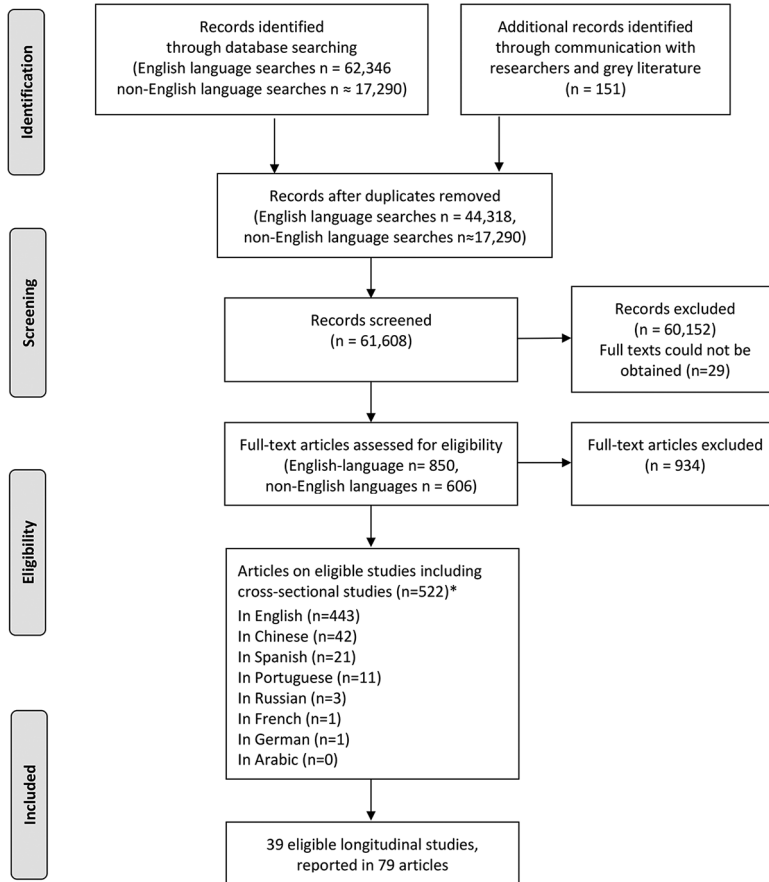 Identification
Records identified
through database searching
(English language searches n = 62,346
non-English language searches n ≈ 17,290)
Additional records identified
through communication with
researchers and grey literature
(n = 151)
Records after duplicates removed
(English language searches n = 44,318,
non-English language searches n≈17,290)
Screening
Records screened
(n = 61,608)
Records excluded
(n = 60,152)
Full texts could not be
obtained (n=29)
Full-text articles assessed for eligibility
(English-language n= 850,
non-English languages n = 606)
Full-text articles excluded
(n = 934)
Eligibility
Articles on eligible studies including
cross-sectional studies (n=522)*
In English (n=443)
In Chinese (n=42)
In Spanish (n=21)
In Portuguese (n=11)
In Russian (n=3)
In French (n=1)
In German (n=1)
In Arabic (n=0)
Included
39 eligible longitudinal studies,
reported in 79 articles